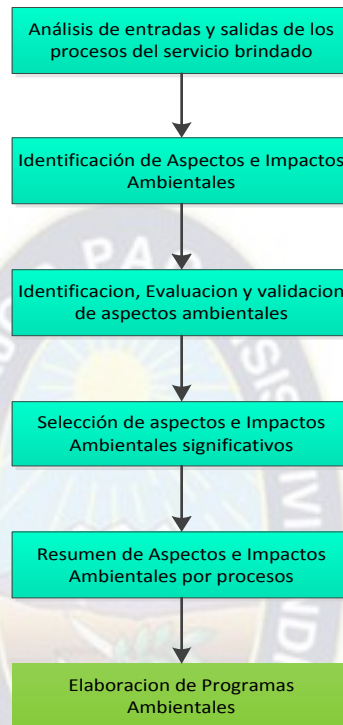 Análisis de entradas y salidas de los
procesos del servicio brindado
Identificación de Aspectos e Impactos
Ambientales
Identificacion, Evaluacion y validacion
de aspectos ambientales
Selección de aspectos e Impactos
Ambientales significativos
Resumen de Aspectos e Impactos
Ambientales por procesos
Elaboracion de Programas
Ambientales